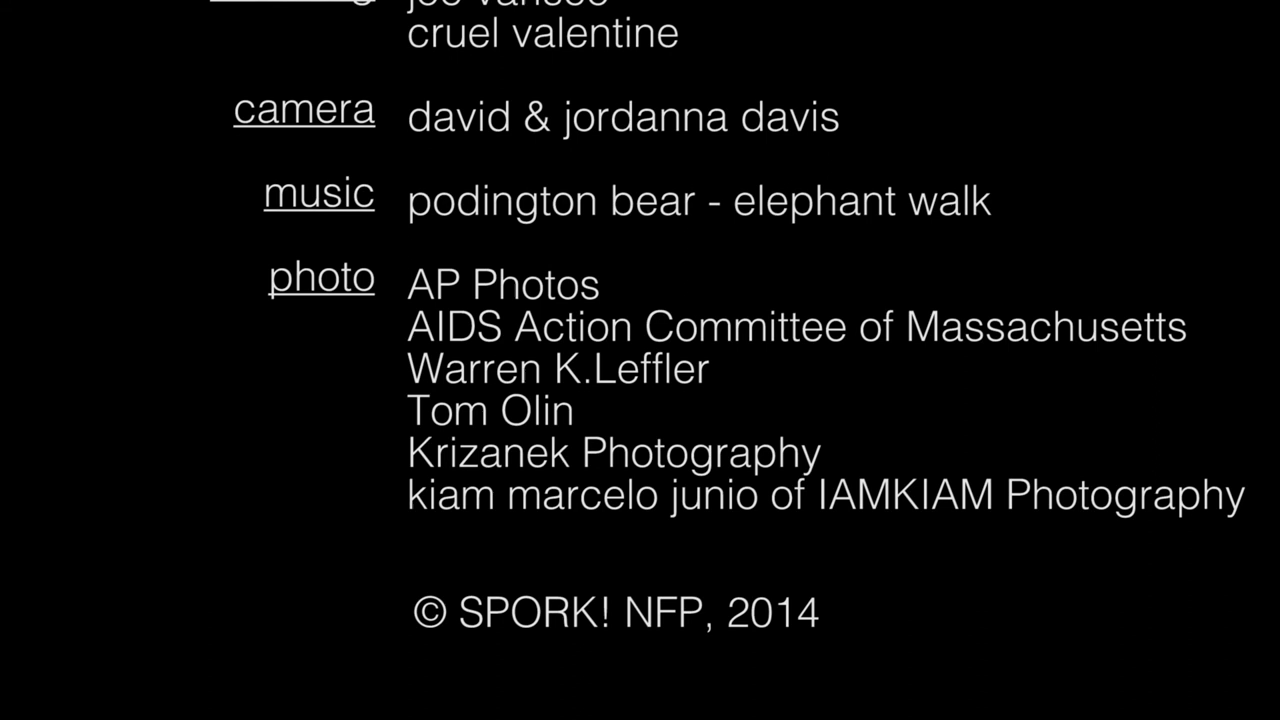 cruel valentine
camera david & jordanna davis
music podington bear - elephant walk
photo AP Photos
AIDS Action Committee of Massachusetts
Warren K.Leffler
Tom Olin
Krizanek Photography
kiam marcelo junio of IAMKIAM Photography
© SPORK! NFP, 2014